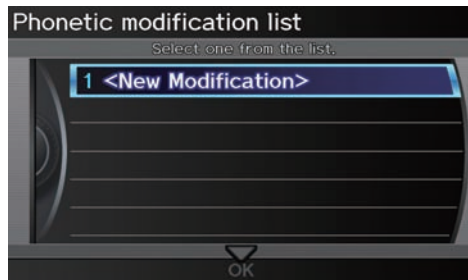 Phonetic modification list
Select one from the list.
1 <New Modification>
OK